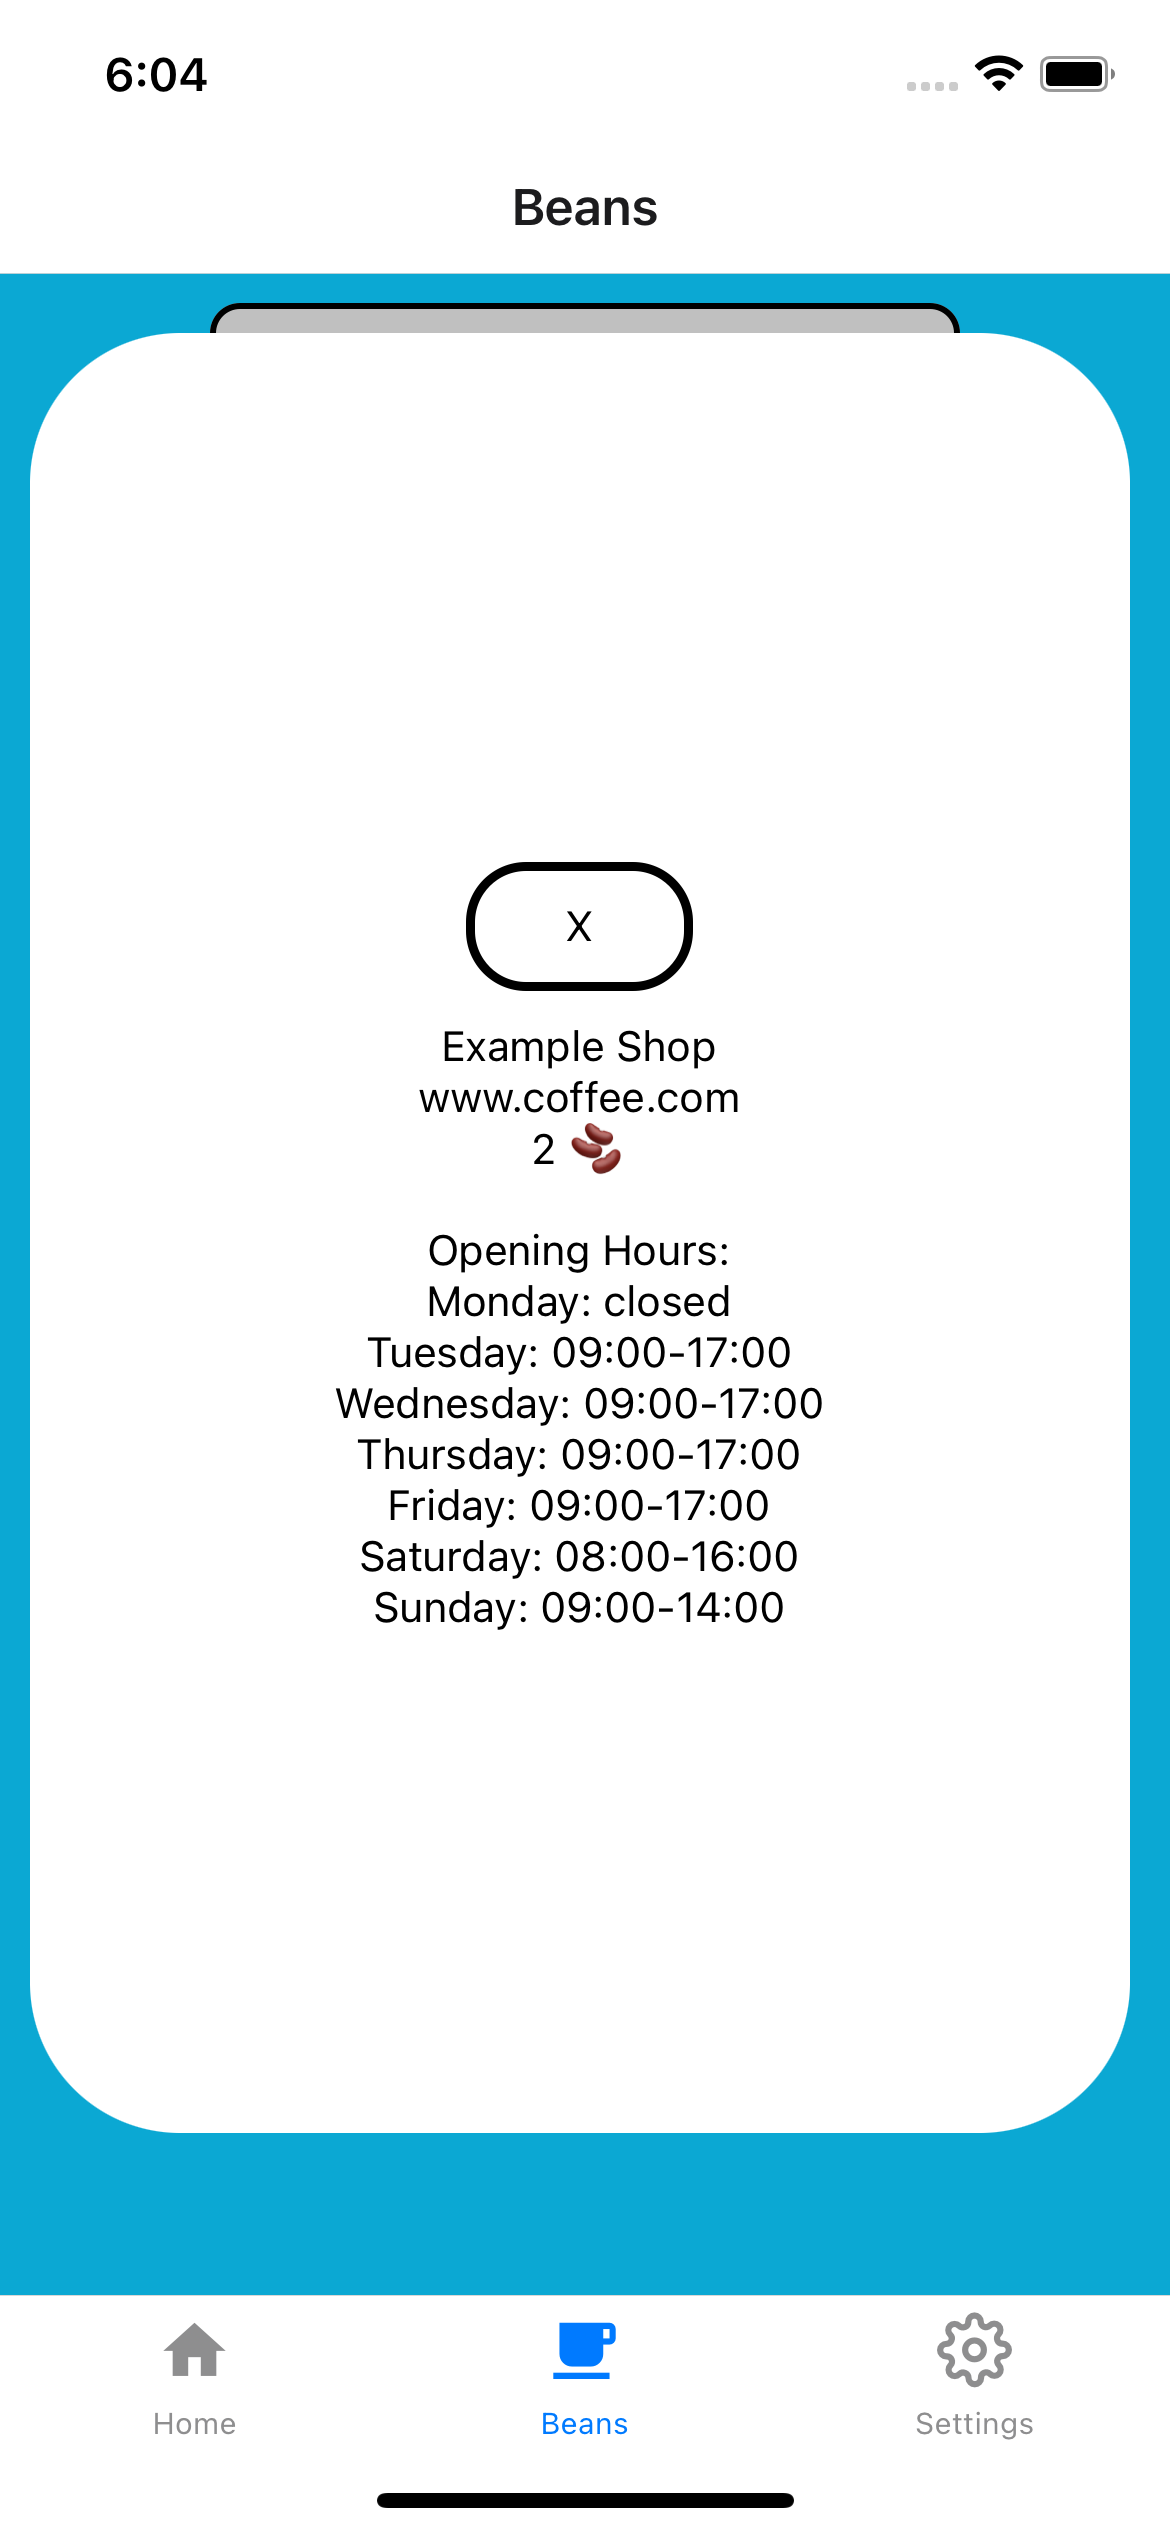 6:04
Beans
X
Example Shop
www.coffee.com
2 🫘
Opening Hours:
Monday: closed
Tuesday: 09:00-17:00
Wednesday: 09:00-17:00
Thursday: 09:00-17:00
Friday: 09:00-17:00
Saturday: 08:00-16:00
Sunday: 09:00-14:00
Home
Beans
Settings